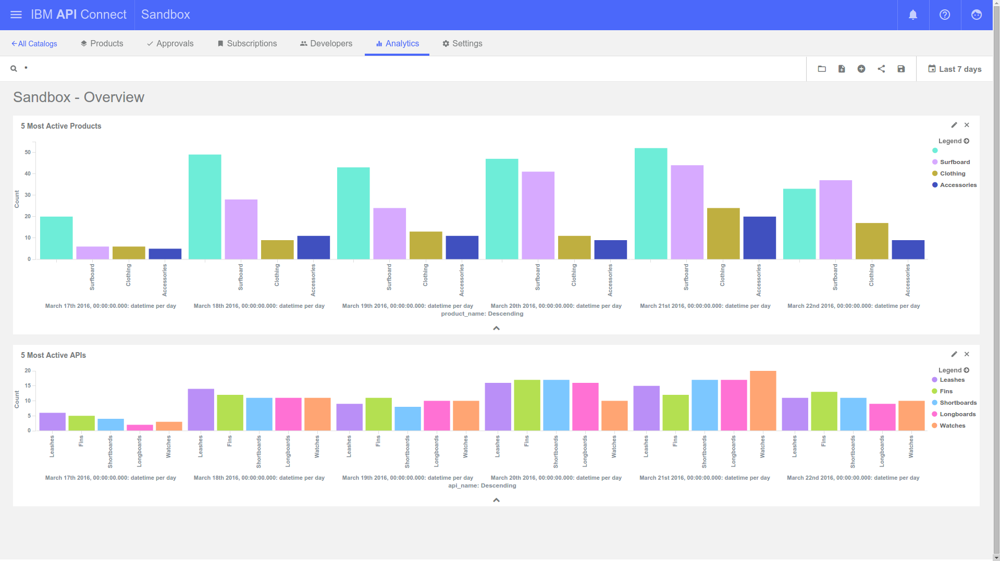 IBM API Connect Sandbox
All Catalogs Products Approvals Subscriptions Developers Analytics Settings
* Last 7 days
Sandbox - Overview
5 Most Active Products
Legend
Surfboard
Clothing
Accessories
Count
50
40
30
20
10
0
Surfboard Clothing Accessories Surfboard Clothing Accessories Surfboard Clothing Accessories Surfboard Clothing Accessories Surfboard Clothing Accessories Surfboard Clothing Accessories
March 17th 2016, 00:00:00.000: datetime per day March 18th 2016, 00:00:00.000: datetime per day March 19th 2016, 00:00:00.000: datetime per day March 20th 2016, 00:00:00.000: datetime per day March 21st 2016, 00:00:00.000: datetime per day March 22nd 2016, 00:00:00.000: datetime per day
product_name: Descending
5 Most Active APIs
Legend
Leashes
Fins
Shortboards
Longboards
Watches
Count
20
15
10
5
0
Leashes Fins Shortboards Longboards Watches Leashes Fins Shortboards Longboards Watches Leashes Fins Shortboards Longboards Watches Leashes Fins Shortboards Longboards Watches Leashes Fins Shortboards Longboards Watches Leashes Fins Shortboards Longboards Watches
March 17th 2016, 00:00:00.000: datetime per day March 18th 2016, 00:00:00.000: datetime per day March 19th 2016, 00:00:00.000: datetime per day March 20th 2016, 00:00:00.000: datetime per day March 21st 2016, 00:00:00.000: datetime per day March 22nd 2016, 00:00:00.000: datetime per day
api_name: Descending